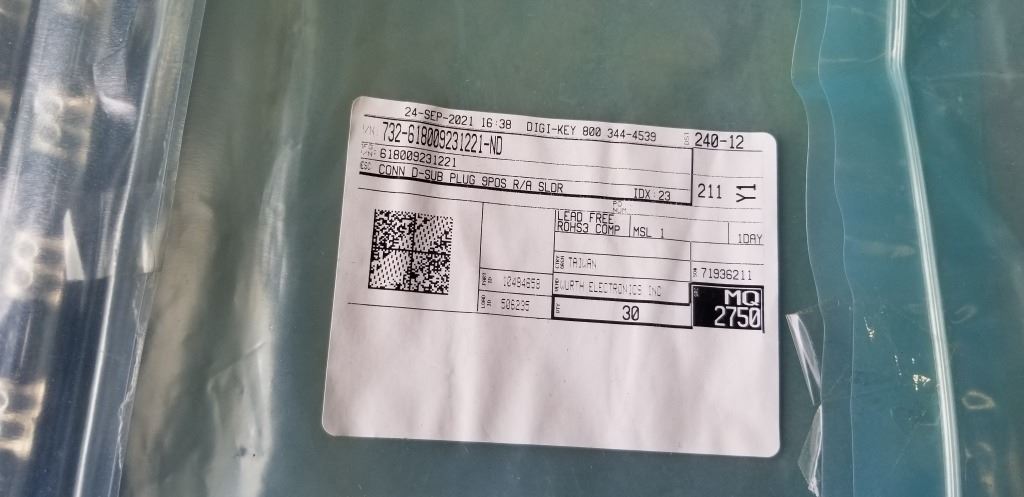 24-SEP-2021 16:38 DIGI-KEY 800 344-4539
732-618009231221-ND
240-12
618009231221
CONN D-SUB PLUG 9POS R/A SLDR IDX: 23
211 Y1
LEAD FREE
ROHS3 COMP MSL 1
1DAY
TAIWAN
71936211
10484653
WURTH ELECTRONICS INC
506235
30
MQ
2750